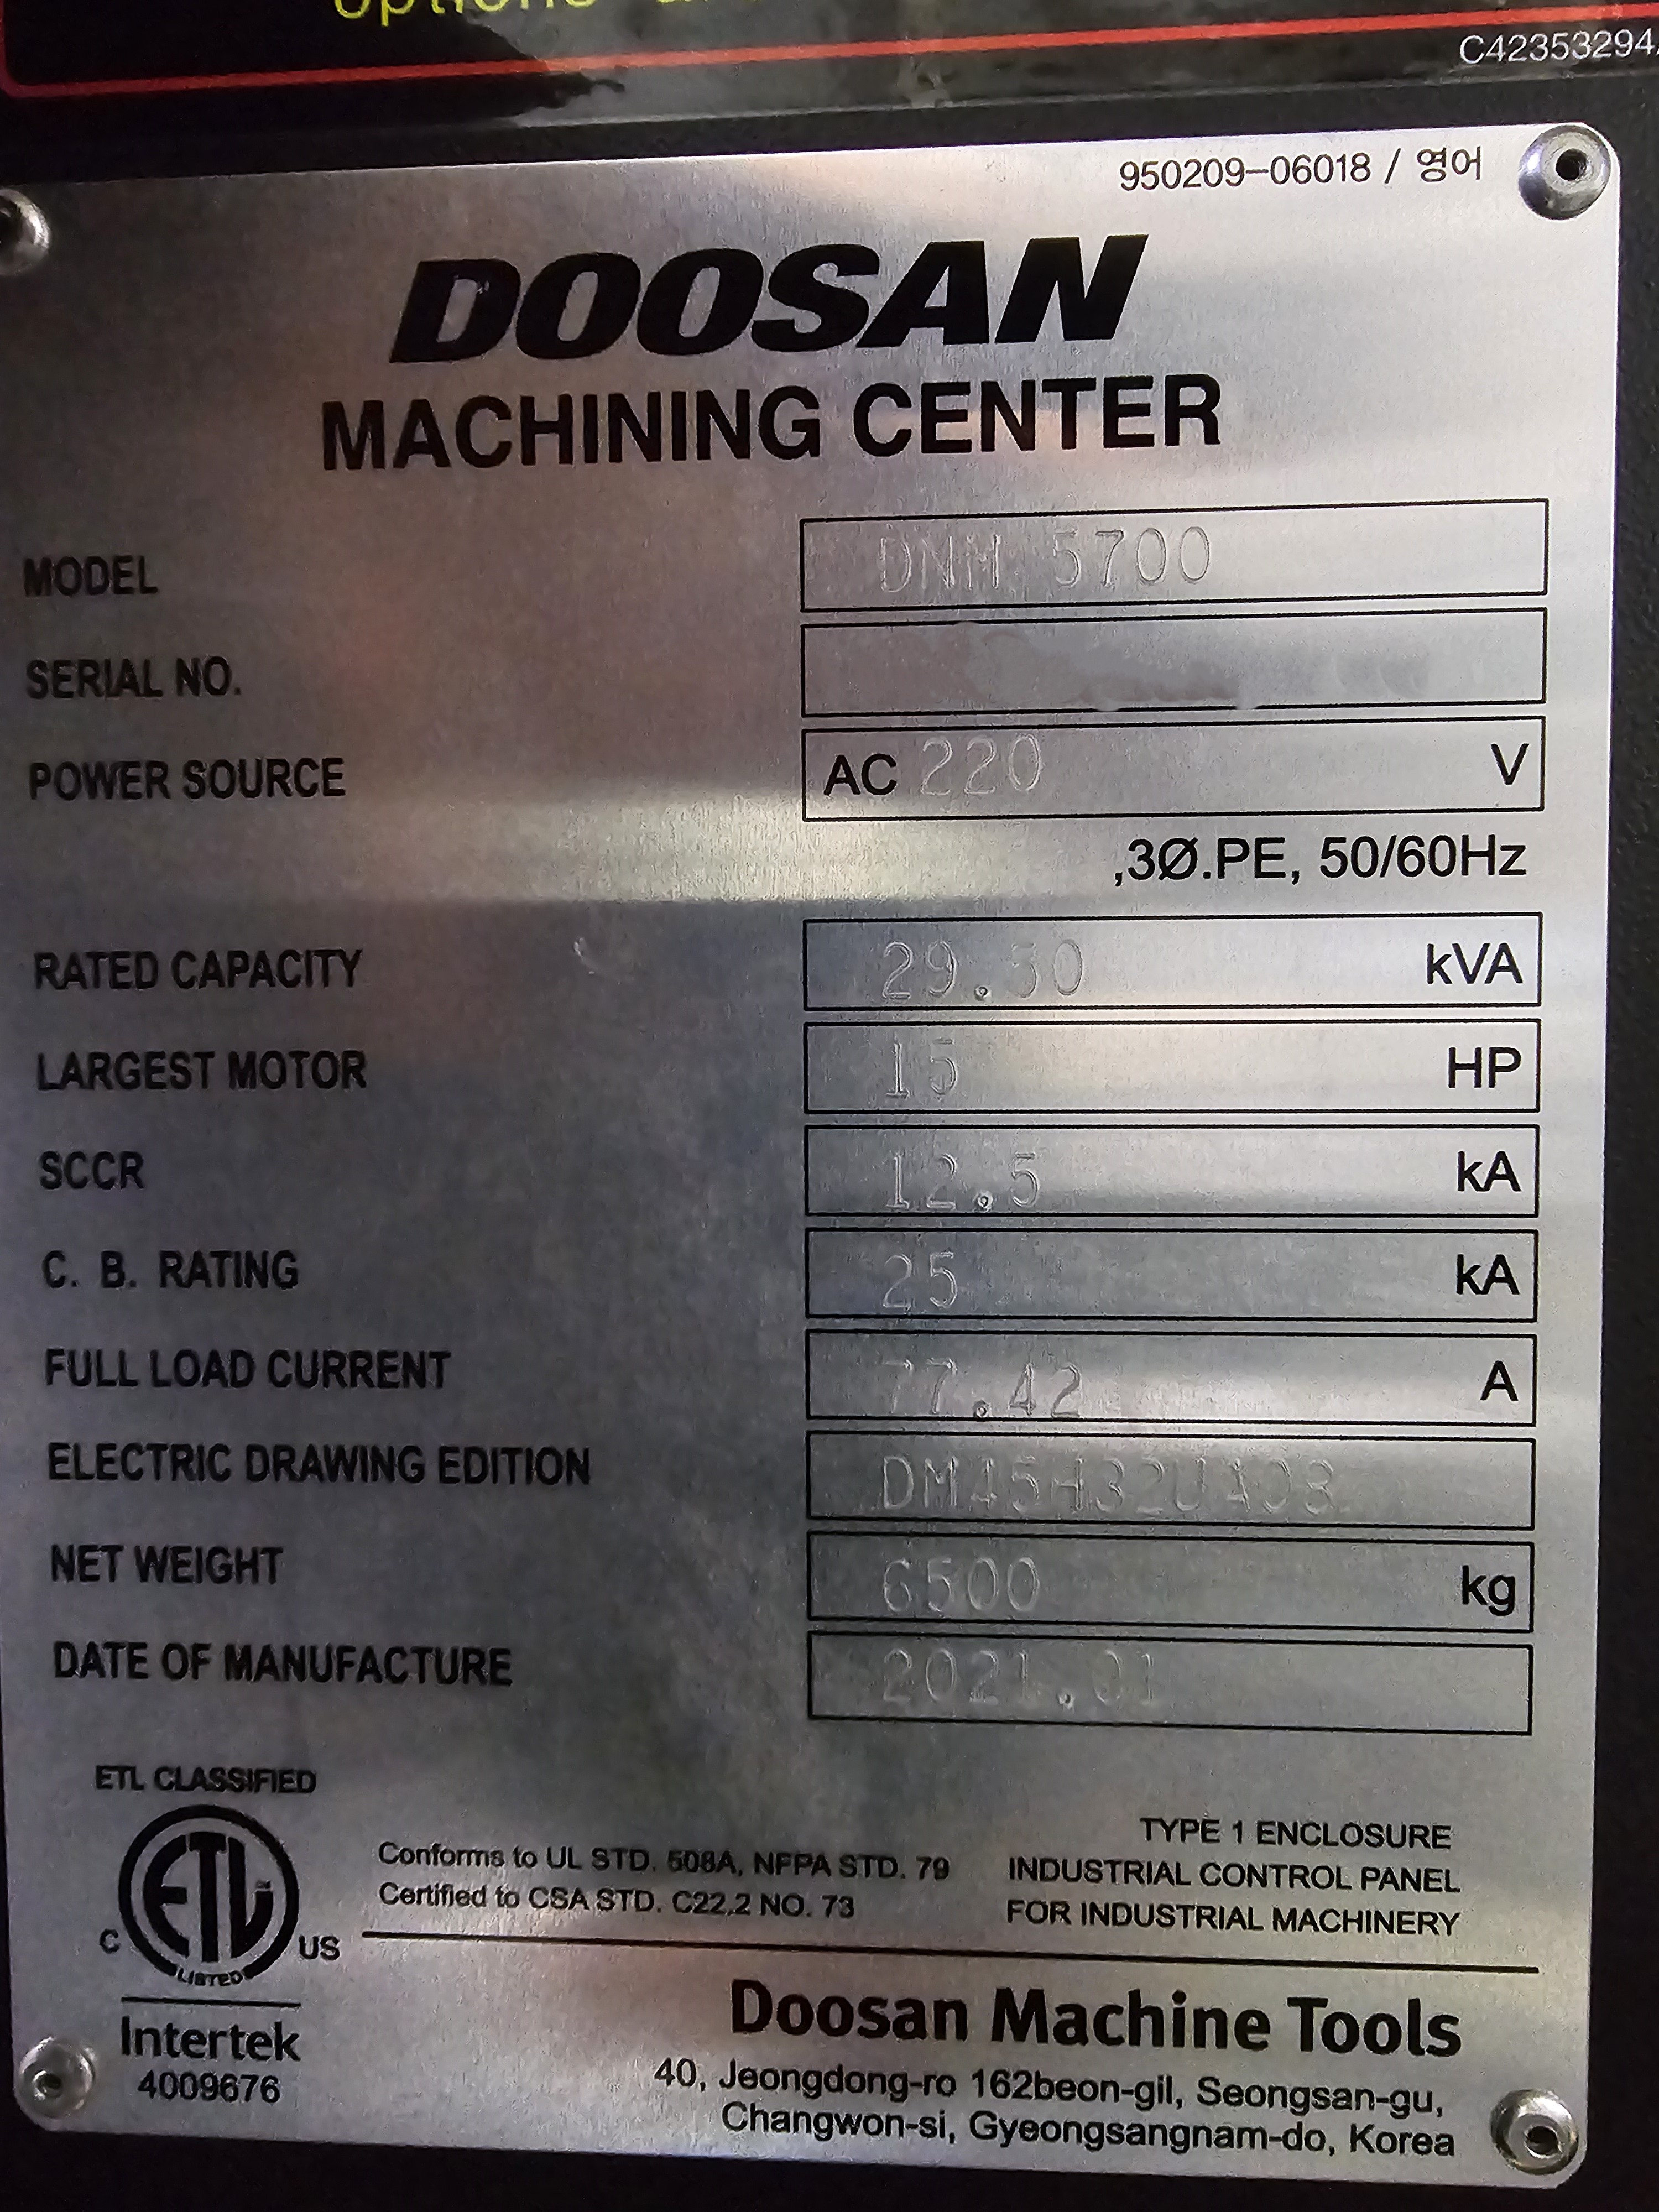 C42353294
950209-06018 / 영어
DOOSAN
MACHINING CENTER
MODEL DNM 5700
SERIAL NO.
POWER SOURCE AC 220 V
,3Ø.PE, 50/60Hz
RATED CAPACITY 29.50 kVA
LARGEST MOTOR 15 HP
SCCR 12.5 kA
C. B. RATING 25 kA
FULL LOAD CURRENT 77.42 A
ELECTRIC DRAWING EDITION
NET WEIGHT 6500 kg
DATE OF MANUFACTURE 2021.01
ETL CLASSIFIED
ETL
C US
LISTED
Intertek
4009676
Conforms to UL STD. 508A, NFPA STD. 79
Certified to CSA STD. C22.2 NO. 73
TYPE 1 ENCLOSURE
INDUSTRIAL CONTROL PANEL
FOR INDUSTRIAL MACHINERY
Doosan Machine Tools
40, Jeongdong-ro 162beon-gil, Seongsan-gu,
Changwon-si, Gyeongsangnam-do, Korea